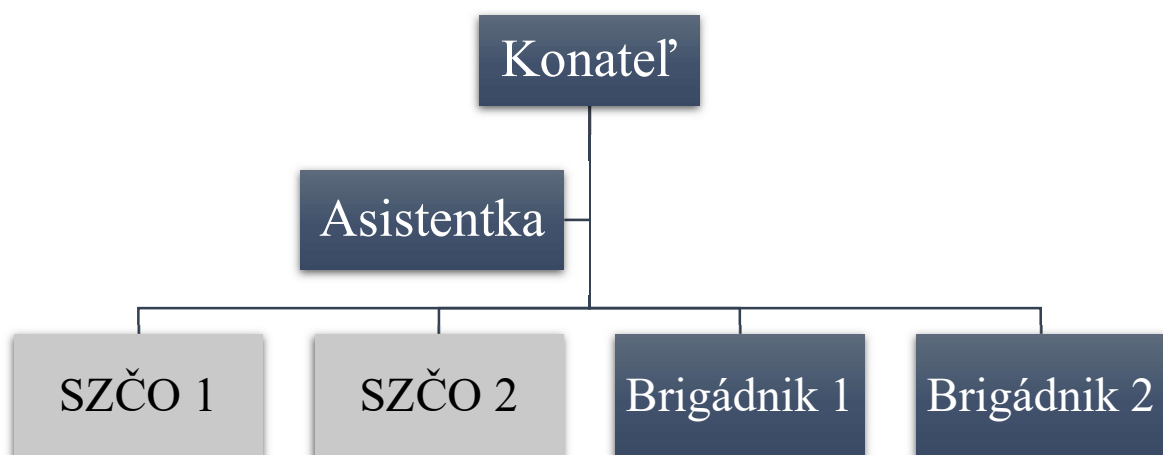 Konateľ
Asistentka
SZČO 1
SZČO 2
Brigádnik 1
Brigádnik 2